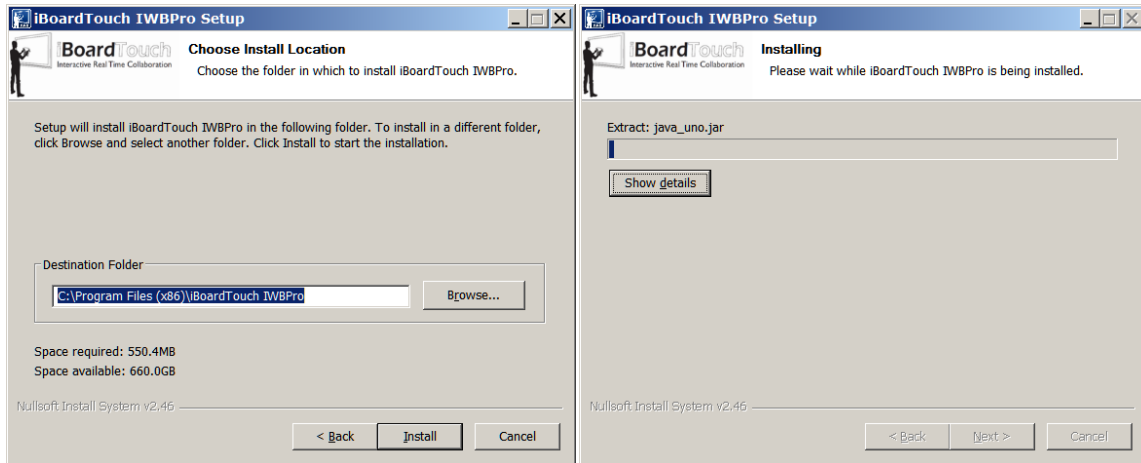 iBoardTouch IWBPro Setup
iBoardTouch
Interactive Real Time Collaboration
Choose Install Location
Choose the folder in which to install iBoardTouch IWBPro.
Setup will install iBoardTouch IWBPro in the following folder. To install in a different folder,
click Browse and select another folder. Click Install to start the installation.
Destination Folder
C:\Program Files (x86)\iBoardTouch IWBPro
Browse...
Space required: 550.4MB
Space available: 660.0GB
Nullsoft Install System v2.46
< Back
Install
Cancel
iBoardTouch IWBPro Setup
iBoardTouch
Interactive Real Time Collaboration
Installing
Please wait while iBoardTouch IWBPro is being installed.
Extract: java_uno.jar
Show details
Nullsoft Install System v2.46
< Back
Next >
Cancel